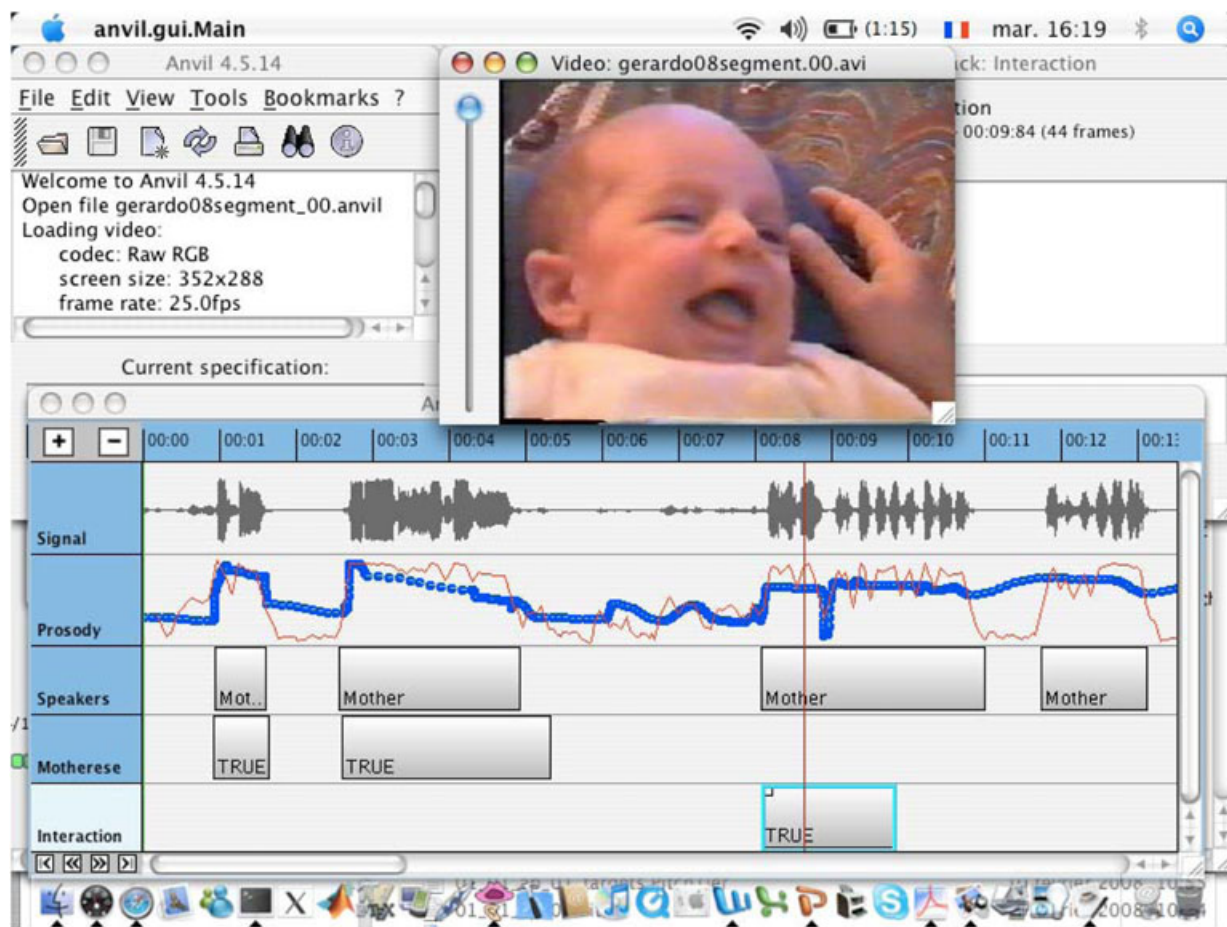 anvil.gui.Main
(1:15)
mar. 16:19
Anvil 4.5.14
Video: gerardo08segment.00.avi
ck: Interaction
File Edit View Tools Bookmarks ?
tion
00:09:84 (44 frames)
Welcome to Anvil 4.5.14
Open file gerardo08segment_00.anvil
Loading video:
codec: Raw RGB
screen size: 352x288
frame rate: 25.0fps
Current specification:
00:00 00:01 00:02 00:03 00:04 00:05 00:06 00:07 00:08 00:09 00:10 00:11 00:12 00:1
Signal
Prosody
Speakers
Mot.. Mother Mother Mother
Motherese
TRUE TRUE
Interaction
TRUE